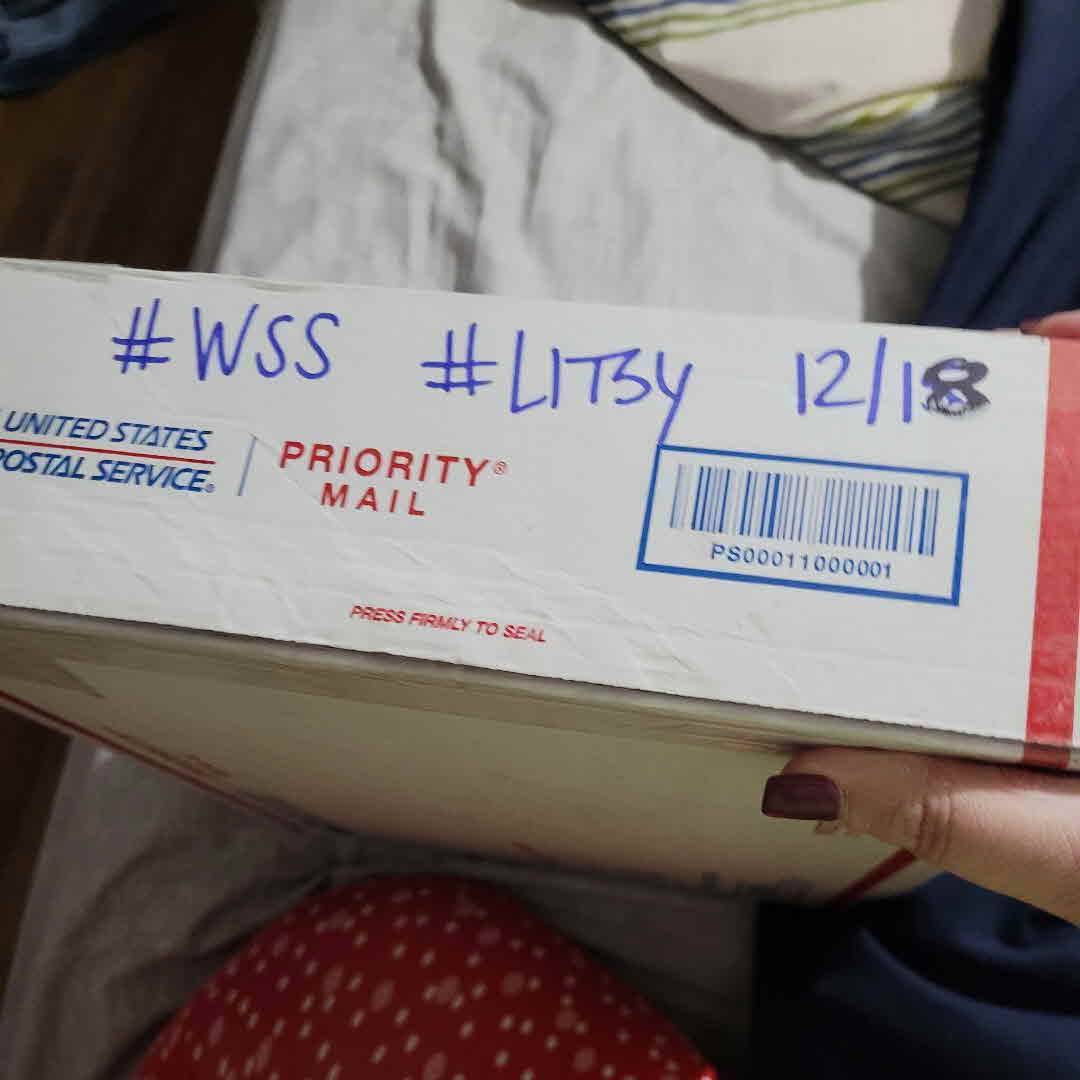 #WSS #LITSY 12/18
UNITED STATES
POSTAL SERVICE®
PRIORITY®
MAIL
PS00011000001
PRESS FIRMLY TO SEAL